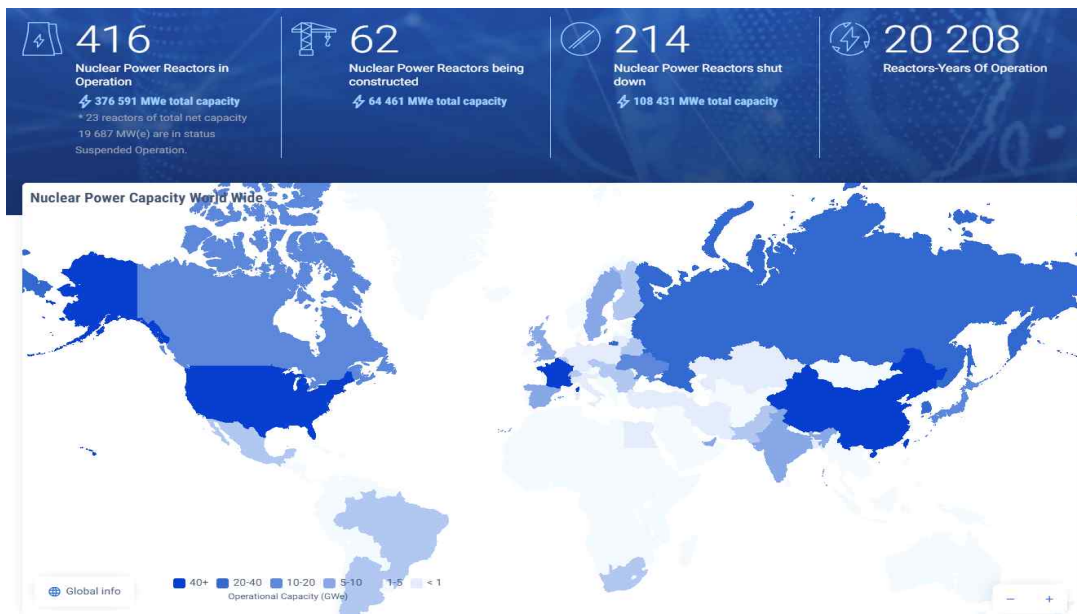 416
Nuclear Power Reactors in
Operation
376 591 MWe total capacity
* 23 reactors of total net capacity
19 687 MW(e) are in status
Suspended Operation.
62
Nuclear Power Reactors being
constructed
64 461 MWe total capacity
214
Nuclear Power Reactors shut
down
108 431 MWe total capacity
20 208
Reactors-Years Of Operation
Nuclear Power Capacity World Wide
Global info
40+ 20-40 10-20 5-10 1-5 < 1
Operational Capacity (GWe)
− +